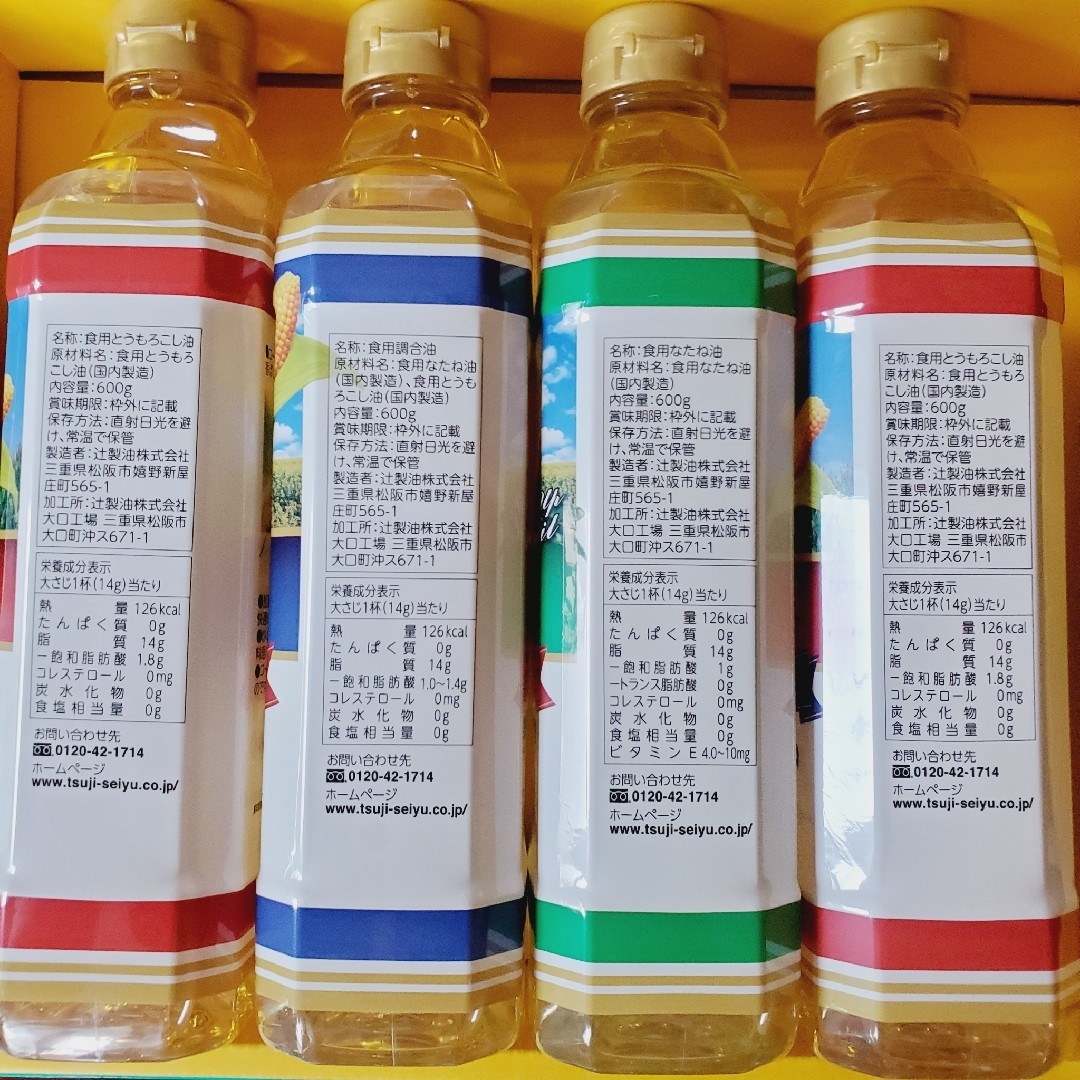 名称:食用とうもろこし油
原材料名:食用とうもろ
こし油(国内製造)
内容量:600g
賞味期限:枠外に記載
保存方法:直射日光を避
け、常温で保管
製造者:辻製油株式会社
三重県松阪市嬉野新屋
庄町565-1
加工所:辻製油株式会社
大口工場 三重県松阪市
大口町沖ス671-1
栄養成分表示
大さじ1杯(14g)当たり
熱量 126kcal
たんぱく質 0g
脂質 14g
-飽和脂肪酸 1.8g
コレステロール 0mg
炭水化物 0g
食塩相当量 0g
お問い合わせ先
0120-42-1714
ホームページ
www.tsuji-seiyu.co.jp/
名称:食用調合油
原材料名:食用なたね油
(国内製造)、食用とうも
ろこし油(国内製造)
内容量:600g
賞味期限:枠外に記載
保存方法:直射日光を避
け、常温で保管
製造者:辻製油株式会社
三重県松阪市嬉野新屋
庄町565-1
加工所:辻製油株式会社
大口工場 三重県松阪市
大口町沖ス671-1
栄養成分表示
大さじ1杯(14g)当たり
熱量 126kcal
たんぱく質 0g
脂質 14g
-飽和脂肪酸 1.0~1.4g
コレステロール 0mg
炭水化物 0g
食塩相当量 0g
お問い合わせ先
0120-42-1714
ホームページ
www.tsuji-seiyu.co.jp/
名称:食用なたね油
原材料名:食用なたね油
(国内製造)
内容量:600g
賞味期限:枠外に記載
保存方法:直射日光を避
け、常温で保管
製造者:辻製油株式会社
三重県松阪市嬉野新屋
庄町565-1
加工所:辻製油株式会社
大口工場 三重県松阪市
大口町沖ス671-1
栄養成分表示
大さじ1杯(14g)当たり
熱量 126kcal
たんぱく質 0g
脂質 14g
-飽和脂肪酸 1g
-トランス脂肪酸 0g
コレステロール 0mg
炭水化物 0g
食塩相当量 0g
ビタミンE 4.0~10mg
お問い合わせ先
0120-42-1714
ホームページ
www.tsuji-seiyu.co.jp/
名称:食用とうもろこし油
原材料名:食用とうもろ
こし油(国内製造)
内容量:600g
賞味期限:枠外に記載
保存方法:直射日光を避
け、常温で保管
製造者:辻製油株式会社
三重県松阪市嬉野新屋
庄町565-1
加工所:辻製油株式会社
大口工場 三重県松阪市
大口町沖ス671-1
栄養成分表示
大さじ1杯(14g)当たり
熱量 126kcal
たんぱく質 0g
脂質 14g
-飽和脂肪酸 1.8g
コレステロール 0mg
炭水化物 0g
食塩相当量 0g
お問い合わせ先
0120-42-1714
ホームページ
www.tsuji-seiyu.co.jp/